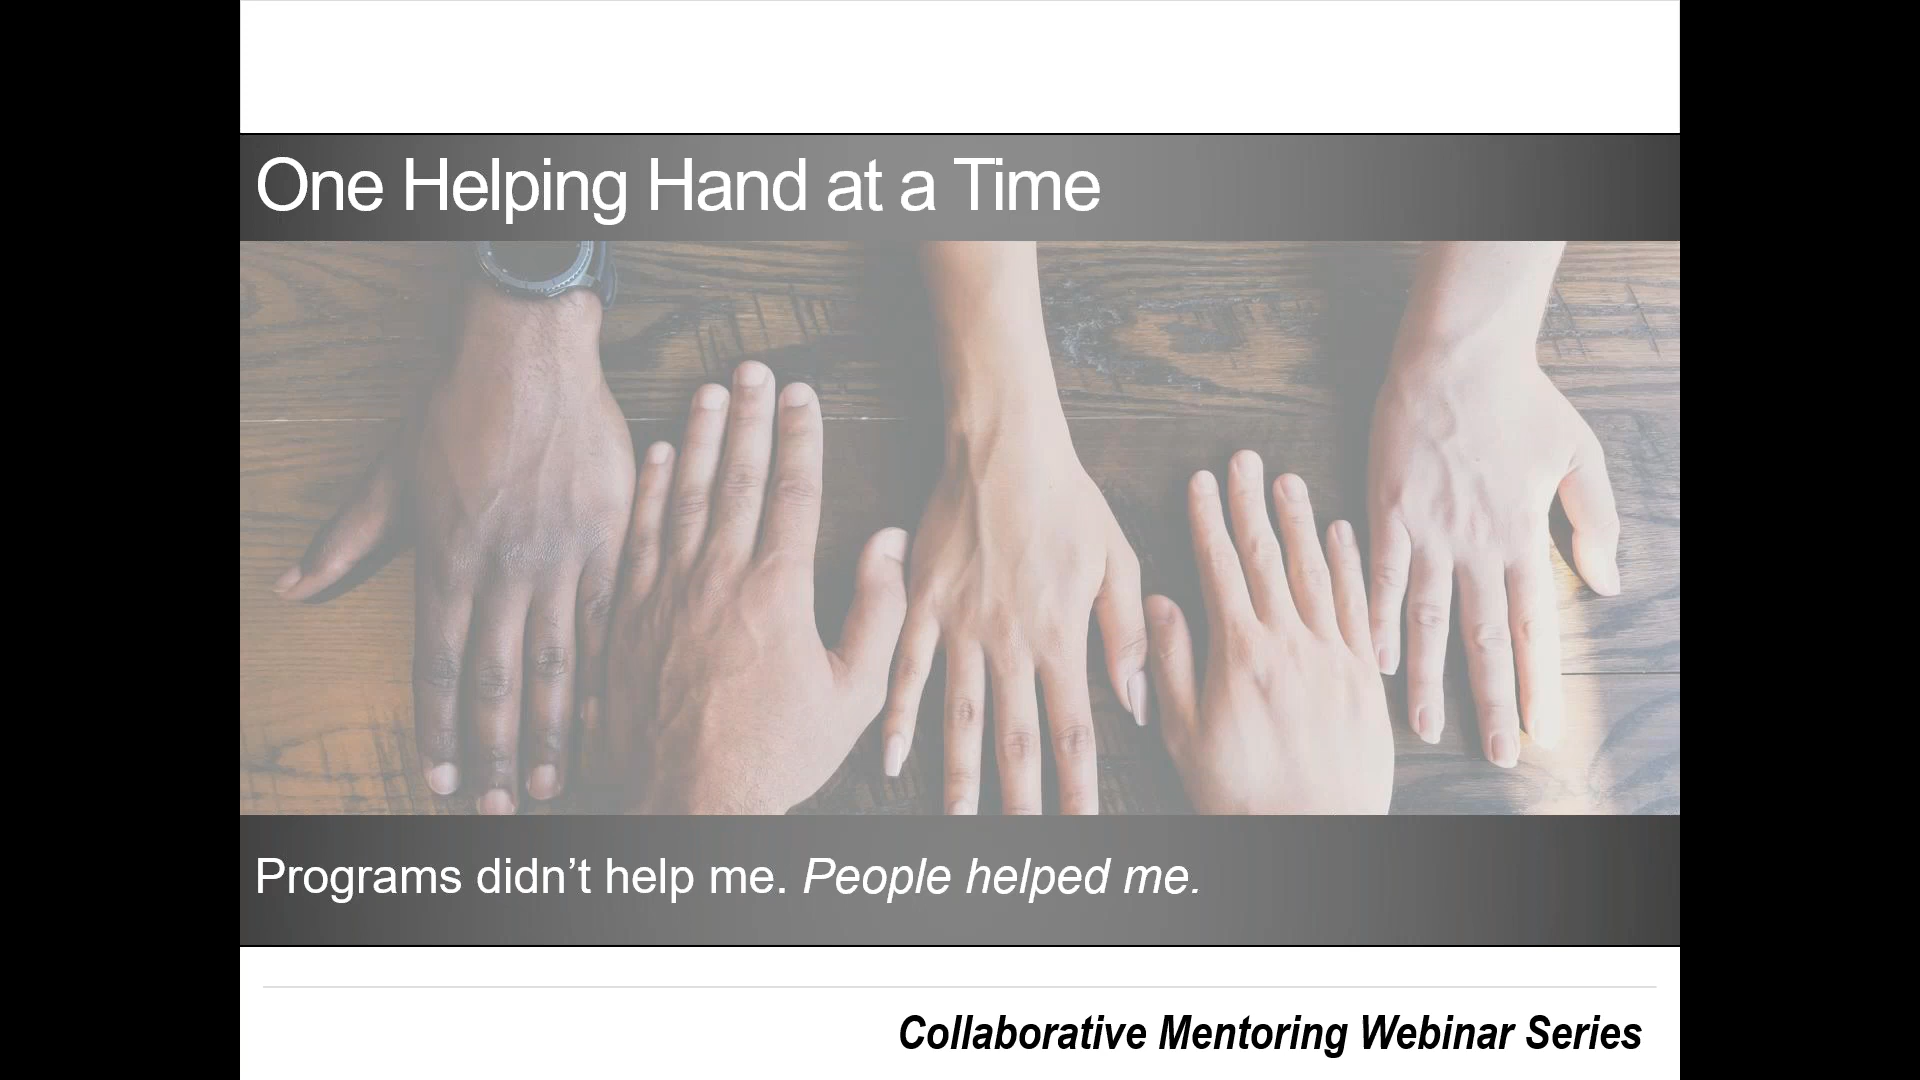 One Helping Hand at a Time
Programs didn’t help me. People helped me.
Collaborative Mentoring Webinar Series